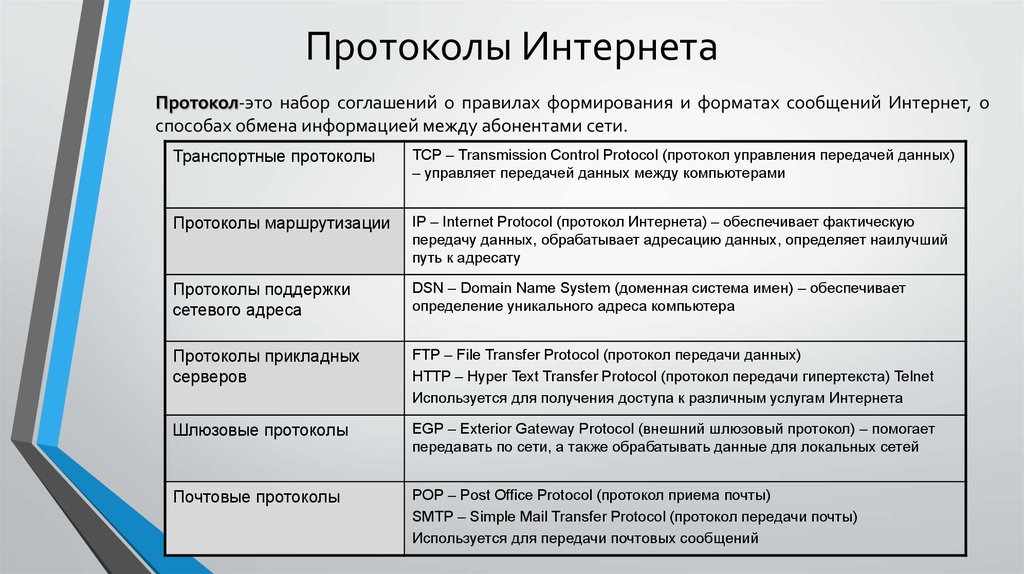 Протоколы Интернета
Протокол-это набор соглашений о правилах формирования и форматах сообщений Интернет, о
способах обмена информацией между абонентами сети.
Транспортные протоколы
TCP – Transmission Control Protocol (протокол управления передачей данных)
– управляет передачей данных между компьютерами
Протоколы маршрутизации
IP – Internet Protocol (протокол Интернета) – обеспечивает фактическую
передачу данных, обрабатывает адресацию данных, определяет наилучший
путь к адресату
Протоколы поддержки
сетевого адреса
DSN – Domain Name System (доменная система имен) – обеспечивает
определение уникального адреса компьютера
Протоколы прикладных
серверов
FTP – File Transfer Protocol (протокол передачи данных)
HTTP – Hyper Text Transfer Protocol (протокол передачи гипертекста) Telnet
Используется для получения доступа к различным услугам Интернета
Шлюзовые протоколы
EGP – Exterior Gateway Protocol (внешний шлюзовый протокол) – помогает
передавать по сети, а также обрабатывать данные для локальных сетей
Почтовые протоколы
POP – Post Office Protocol (протокол приема почты)
SMTP – Simple Mail Transfer Protocol (протокол передачи почты)
Используется для передачи почтовых сообщений